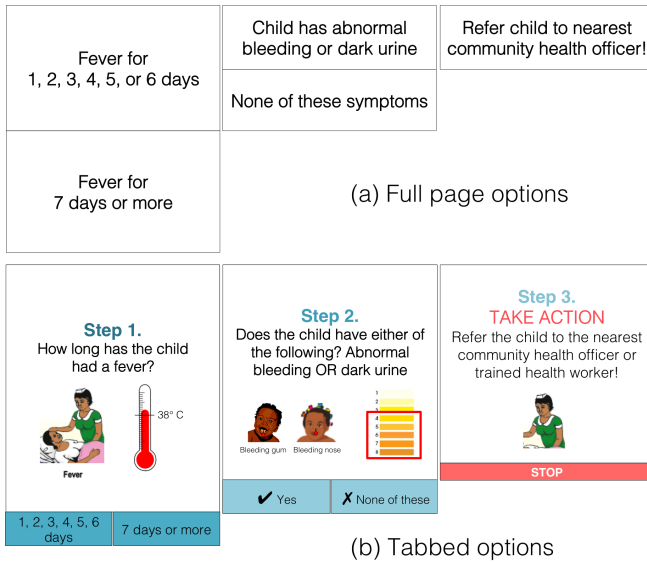 Fever for
1, 2, 3, 4, 5, or 6 days
Child has abnormal
bleeding or dark urine
Refer child to nearest
community health officer!
None of these symptoms
Fever for
7 days or more
(a) Full page options
Step 1.
How long has the child
had a fever?
38° C
Fever
1, 2, 3, 4, 5, 6
days
7 days or more
Step 2.
Does the child have either of
the following? Abnormal
bleeding OR dark urine
Bleeding gum
Bleeding nose
1
2
3
4
5
6
7
8
✔ Yes
✗ None of these
Step 3.
TAKE ACTION
Refer the child to the nearest
community health officer or
trained health worker!
STOP
(b) Tabbed options